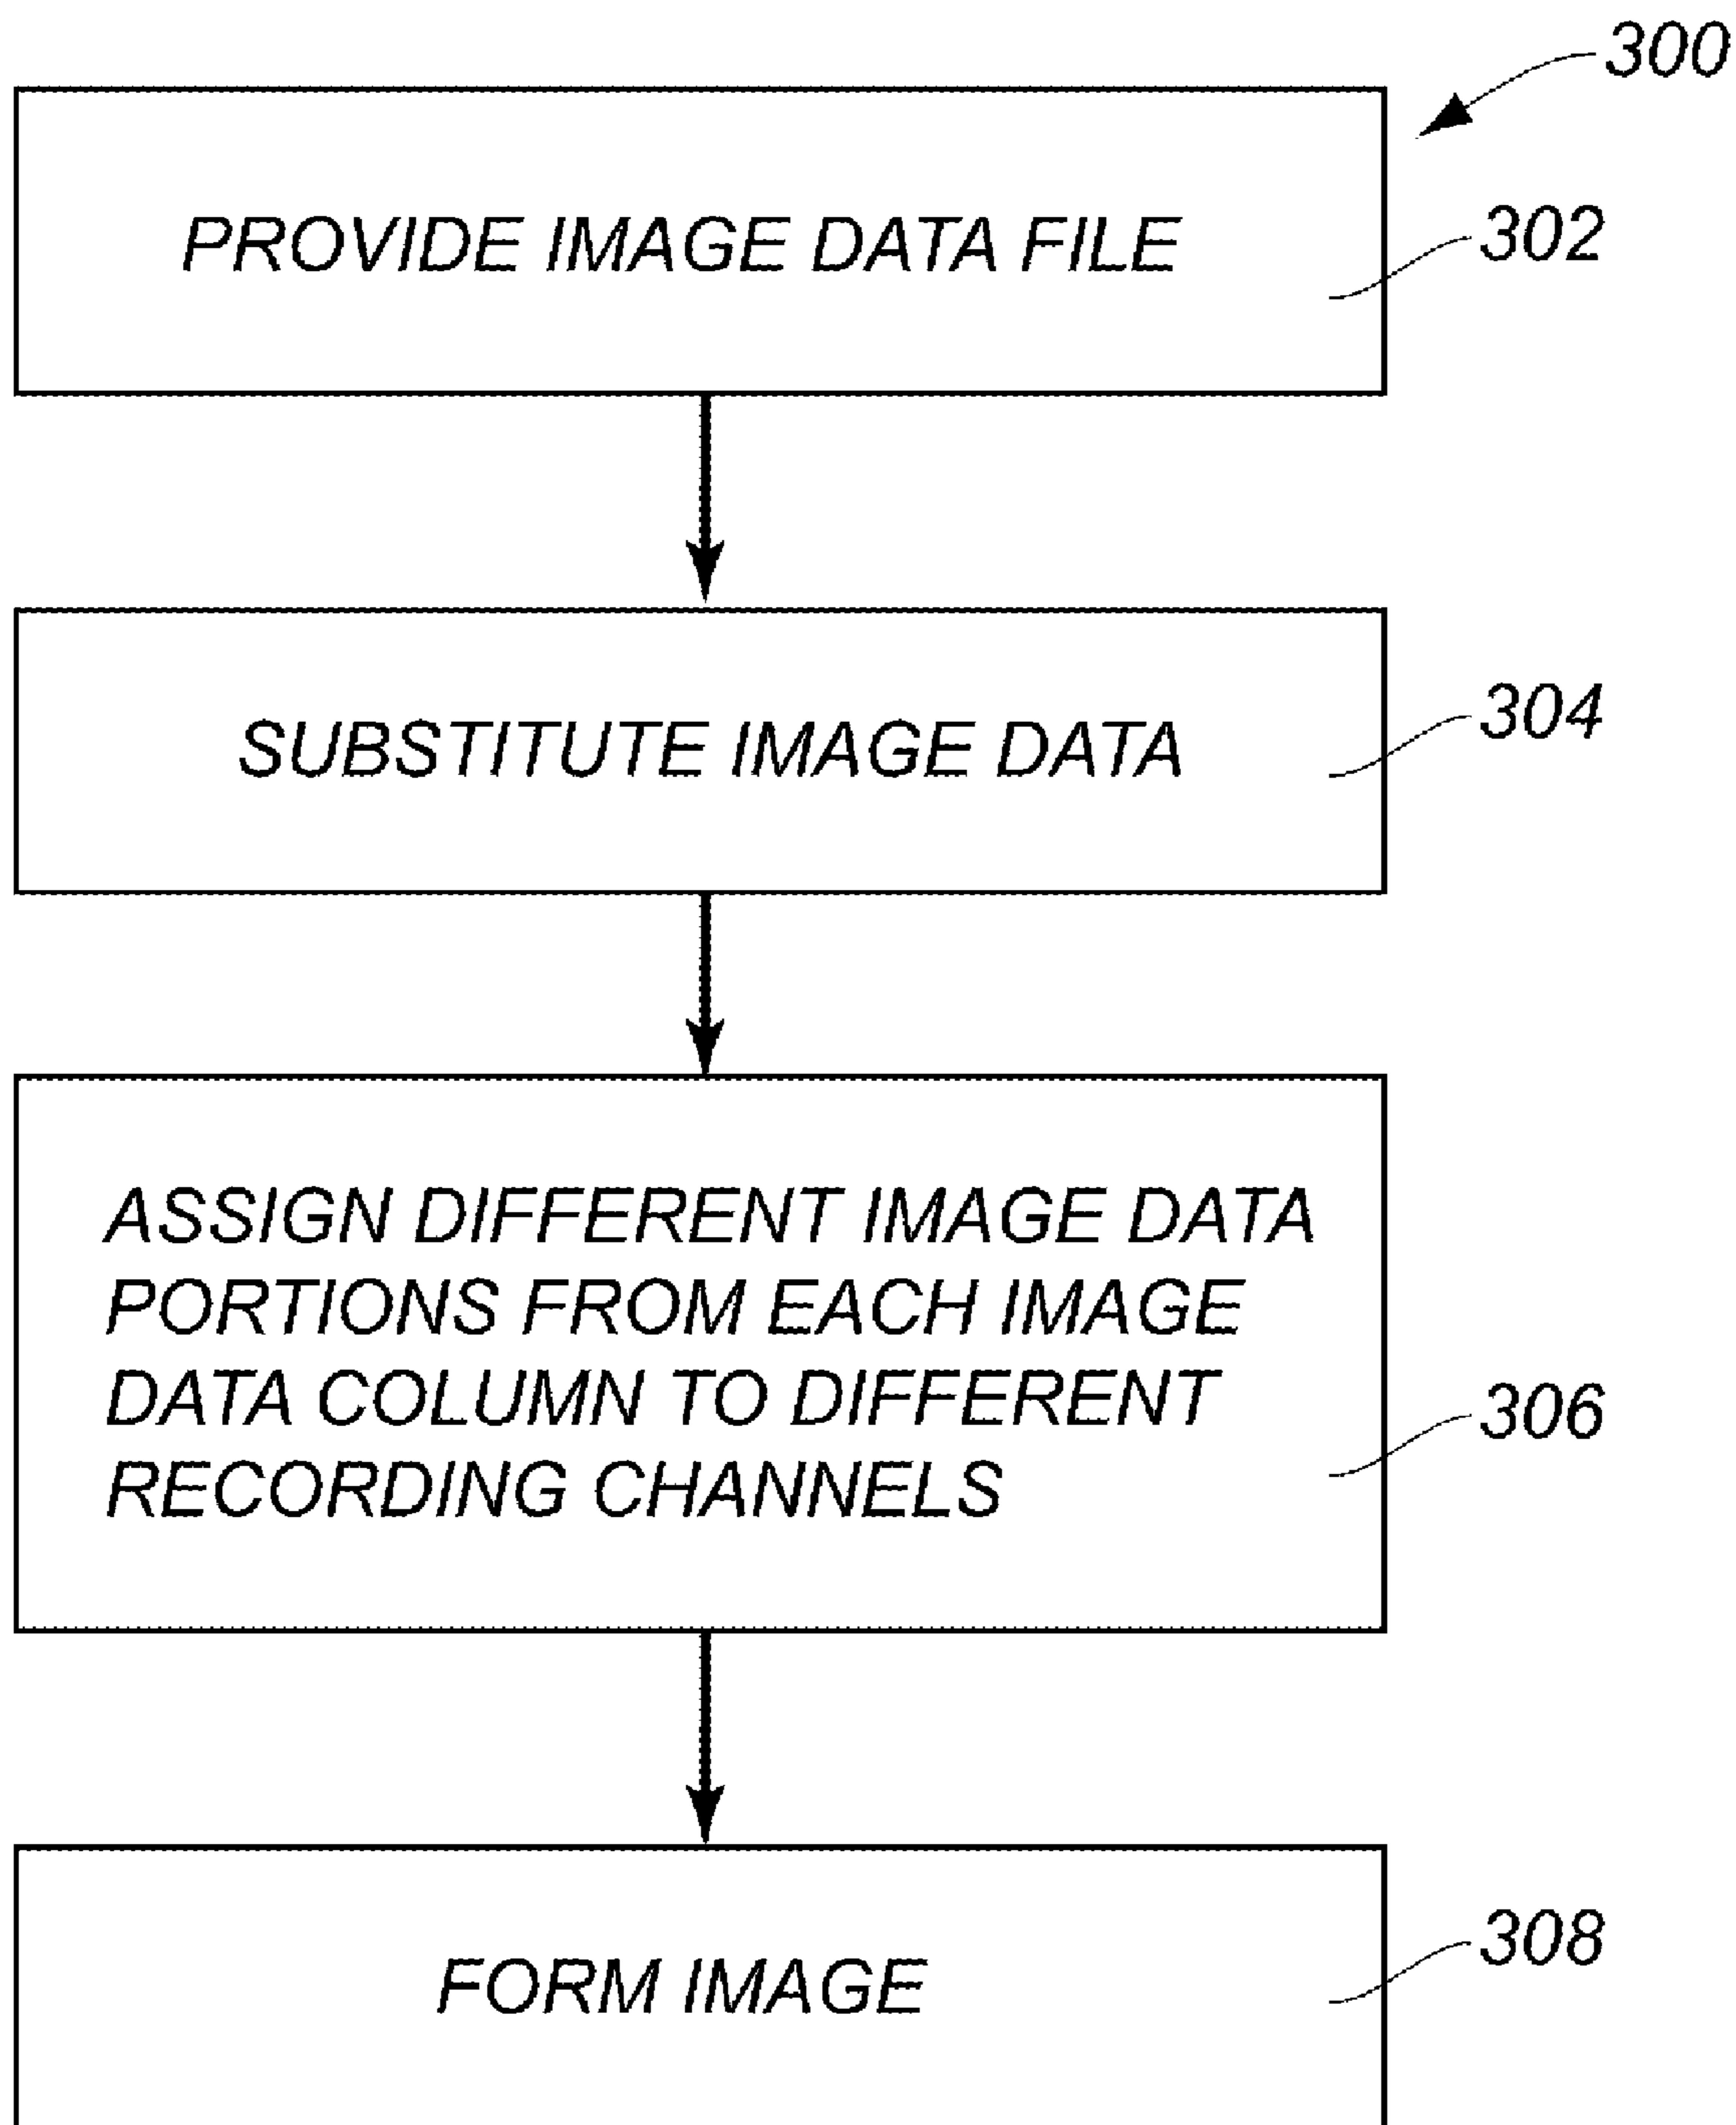 300
PROVIDE IMAGE DATA FILE
302
SUBSTITUTE IMAGE DATA
304
ASSIGN DIFFERENT IMAGE DATA
PORTIONS FROM EACH IMAGE
DATA COLUMN TO DIFFERENT
RECORDING CHANNELS
306
FORM IMAGE
308